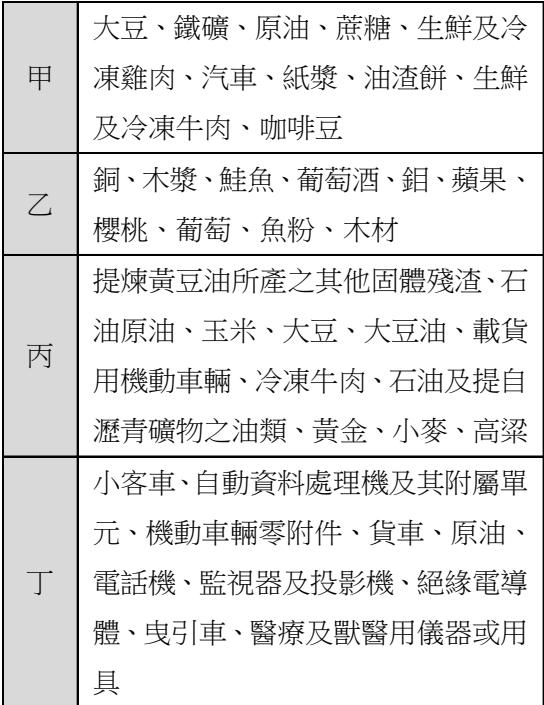 甲
大豆、鐵礦、原油、蔗糖、生鮮及冷
凍雞肉、汽車、紙漿、油渣餅、生鮮
及冷凍牛肉、咖啡豆
乙
銅、木漿、鮭魚、葡萄酒、鉬、蘋果、
櫻桃、葡萄、魚粉、木材
丙
提煉黃豆油所產之其他固體殘渣、石
油原油、玉米、大豆、大豆油、載貨
用機動車輛、冷凍牛肉、石油及提自
瀝青礦物之油類、黃金、小麥、高粱
丁
小客車、自動資料處理機及其附屬單
元、機動車輛零附件、貨車、原油、
電話機、監視器及投影機、絕緣電導
體、曳引車、醫療及獸醫用儀器或用
具